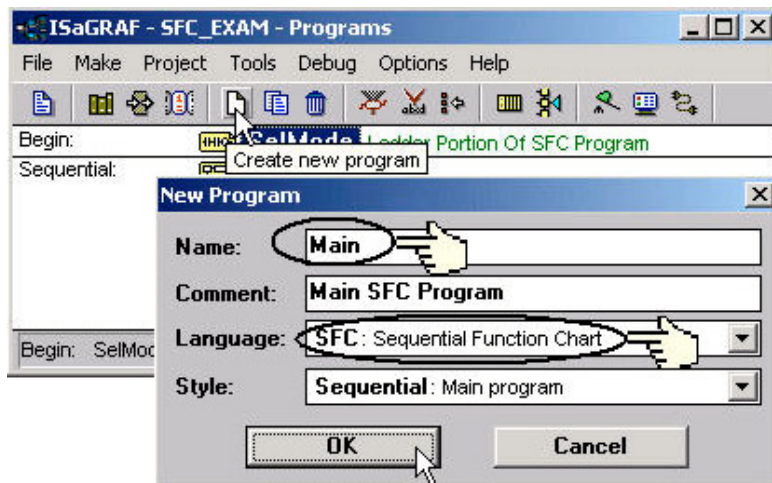 ISaGRAF - SFC_EXAM - Programs
File Make Project Tools Debug Options Help
Begin: SelMode Ladder Portion Of SFC Program
Create new program
Sequential:
New Program
Name: Main
Comment: Main SFC Program
Language: SFC : Sequential Function Chart
Style: Sequential : Main program
OK Cancel
Begin: SelMod